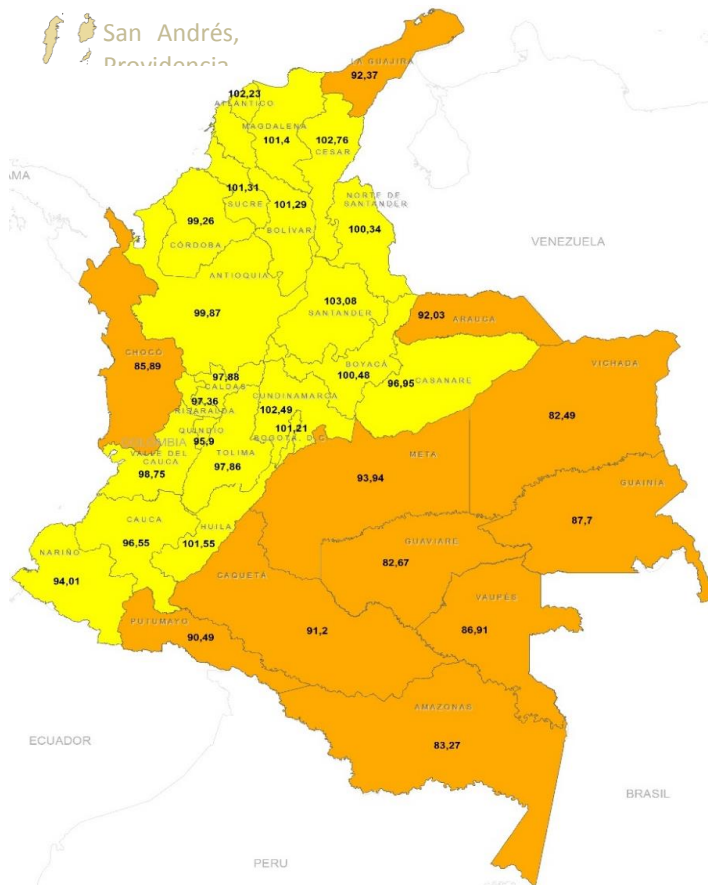 San Andrés,
Providencia
LA GUAJIRA
92,37
102,23
ATLÁNTICO
MAGDALENA
101,4
102,76
CESAR
AMA
101,31
SUCRE
101,29
BOLÍVAR
NORTE DE
SANTANDER
100,34
99,26
CÓRDOBA
VENEZUELA
ANTIOQUIA
99,87
103,08
SANTANDER
92,03
ARAUCA
CHOCÓ
85,89
BOYACÁ
100,48
96,95
CASANARE
VICHADA
82,49
97,88
CALDAS
97,36
RISARALDA
CUNDINAMARCA
102,49
QUINDIO
95,9
101,21
BOGOTÁ, D.C.
COLOMBIA
VALLE DEL
CAUCA
98,75
TOLIMA
97,86
META
93,94
GUAINÍA
87,7
CAUCA
96,55
HUILA
101,55
GUAVIARE
82,67
NARIÑO
94,01
CAQUETÁ
91,2
VAUPÉS
86,91
PUTUMAYO
90,49
AMAZONAS
83,27
ECUADOR
BRASIL
PERU